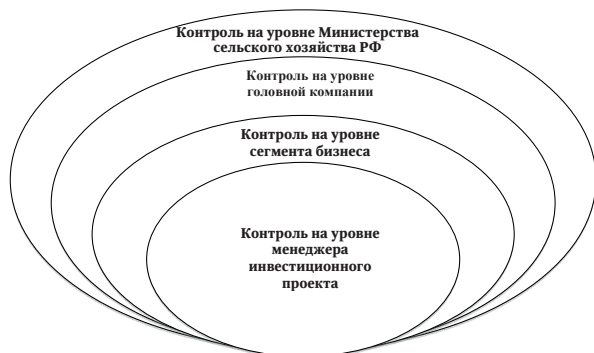 Контроль на уровне Министерства
сельского хозяйства РФ
Контроль на уровне
головной компании
Контроль на уровне
сегмента бизнеса
Контроль на уровне
менеджера
инвестиционного
проекта